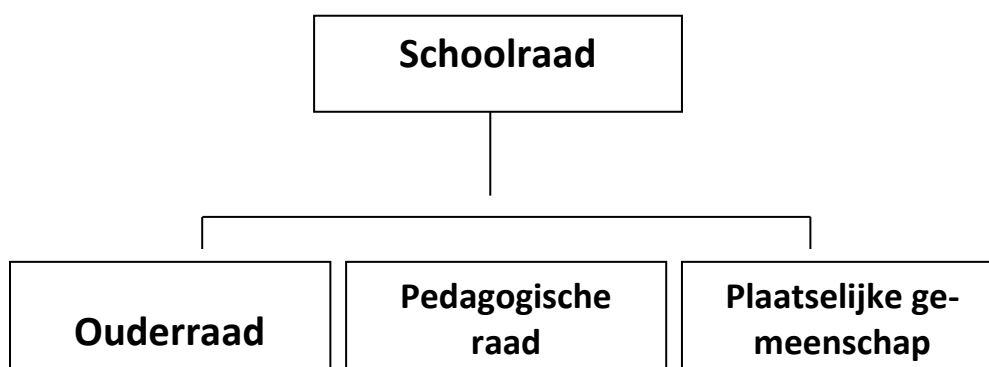 Schoolraad
Ouderraad
Pedagogische
raad
Plaatselijke ge-
meenschap